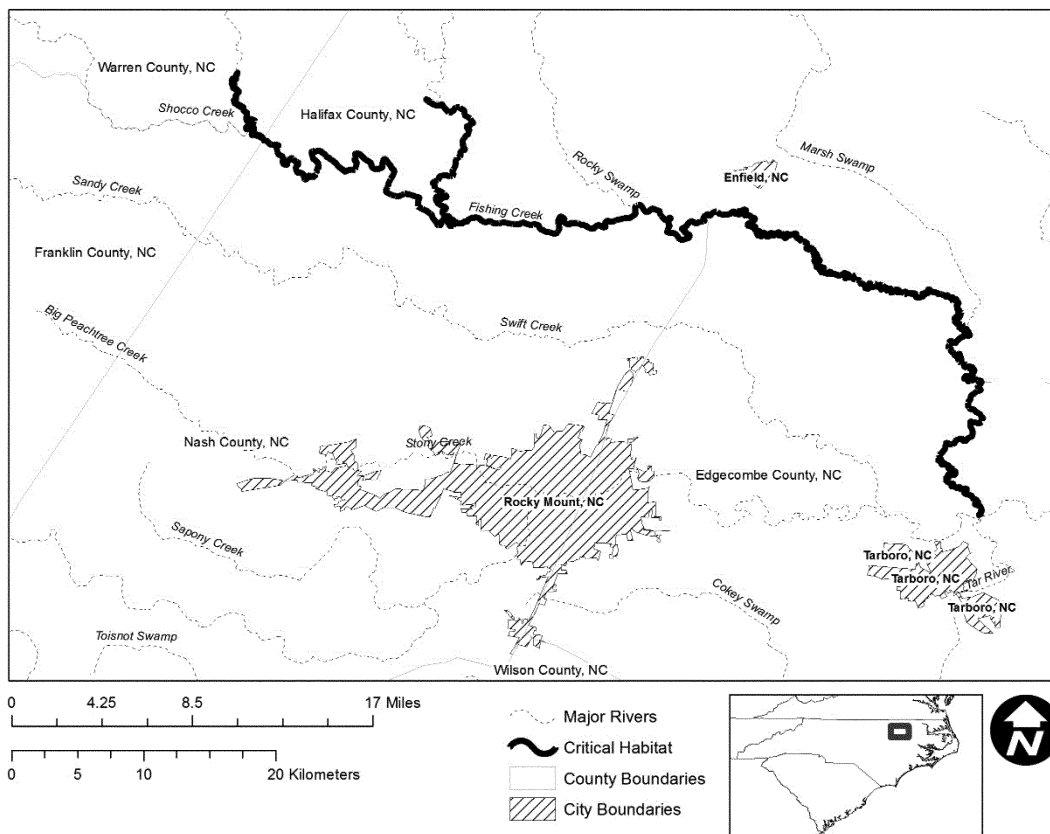 Warren County, NC
Shocco Creek
Halifax County, NC
Sandy Creek
Rocky Swamp
Marsh Swamp
Enfield, NC
Fishing Creek
Franklin County, NC
Big Peachtree Creek
Swift Creek
Nash County, NC
Stony Creek
Edgecombe County, NC
Rocky Mount, NC
Sapony Creek
Tarboro, NC
Tarboro, NC
Tar River
Tarboro, NC
Cokey Swamp
Toisnot Swamp
Wilson County, NC
0 4.25 8.5 17 Miles
0 5 10 20 Kilometers
Major Rivers
Critical Habitat
County Boundaries
City Boundaries
N